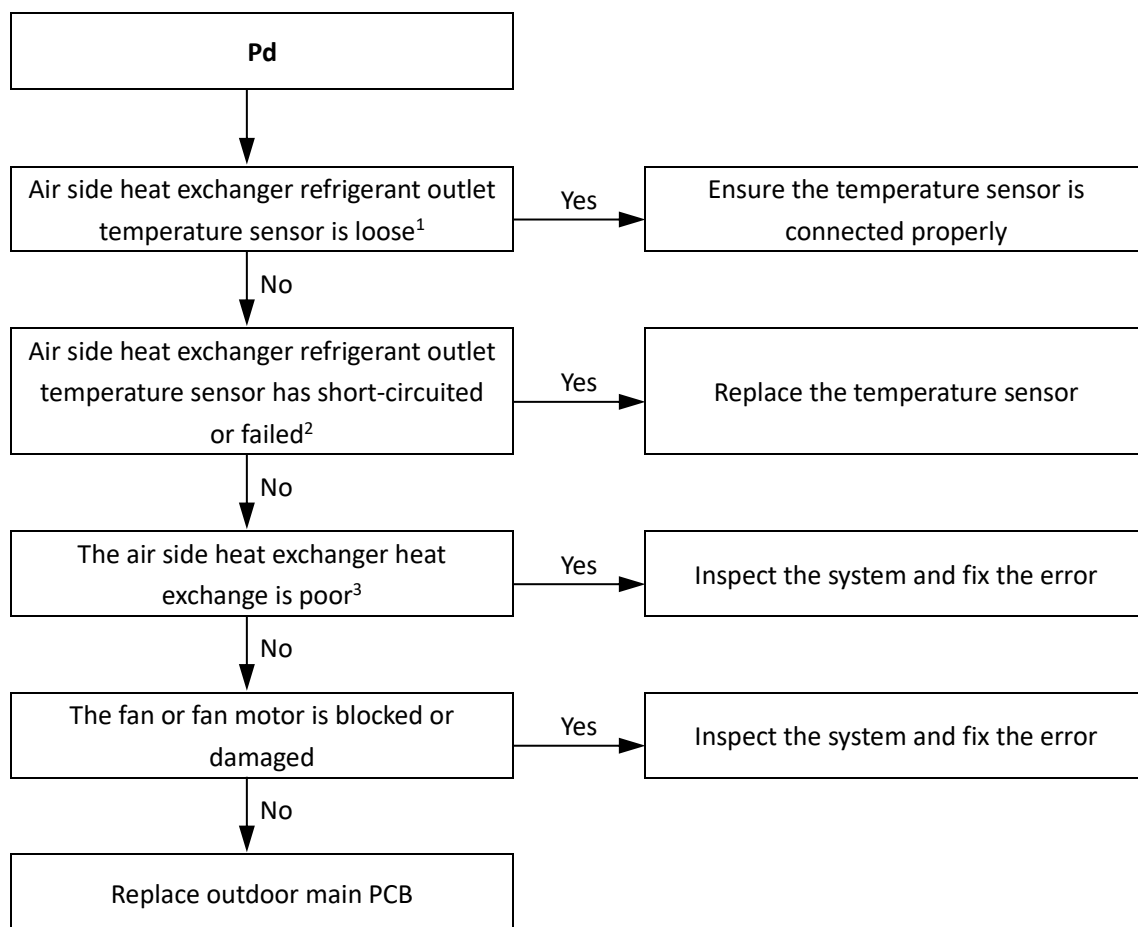 Pd
Air side heat exchanger refrigerant outlet
temperature sensor is loose¹
Yes
Ensure the temperature sensor is
connected properly
No
Air side heat exchanger refrigerant outlet
temperature sensor has short-circuited
or failed²
Yes
Replace the temperature sensor
No
The air side heat exchanger heat
exchange is poor³
Yes
Inspect the system and fix the error
No
The fan or fan motor is blocked or
damaged
Yes
Inspect the system and fix the error
No
Replace outdoor main PCB